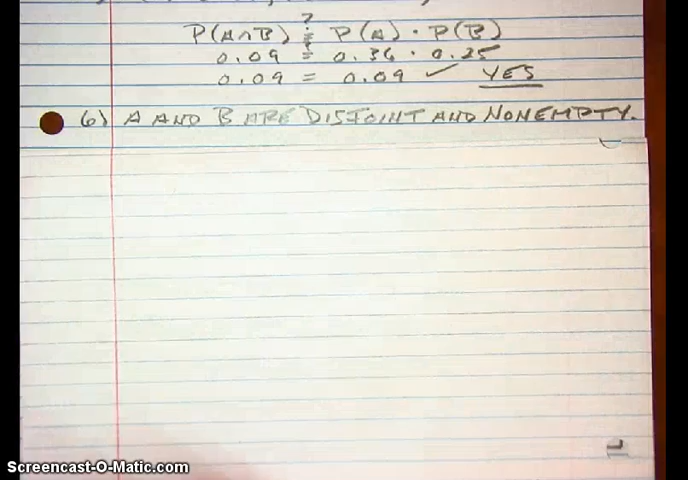 P(A∩B) ≟ P(A) · P(B)
0.09 ≟ 0.36 · 0.25
0.09 = 0.09 ✓ YES
6) A AND B ARE DISJOINT AND NONEMPTY.
Screencast-O-Matic.com